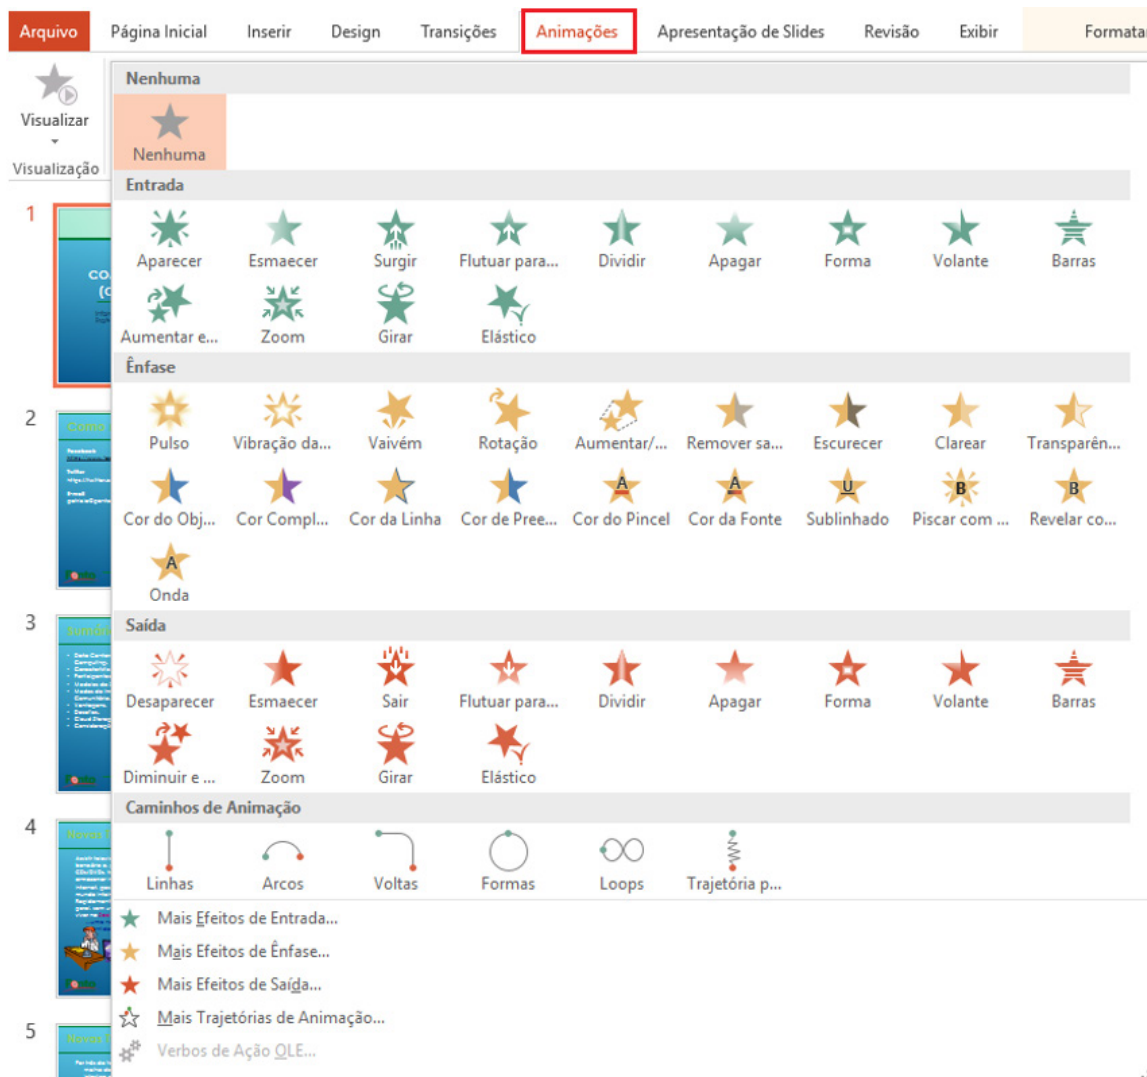 Arquivo Página Inicial Inserir Design Transições Animações Apresentação de Slides Revisão Exibir Formata
Visualizar
Visualização
Nenhuma
Nenhuma
Entrada
Aparecer Esmaecer Surgir Flutuar para... Dividir Apagar Forma Volante Barras
Aumentar e... Zoom Girar Elástico
Ênfase
Pulso Vibração da... Vaivém Rotação Aumentar/... Remover sa... Escurecer Clarear Transparên...
Cor do Obj... Cor Compl... Cor da Linha Cor de Pree... Cor do Pincel Cor da Fonte Sublinhado Piscar com ... Revelar co...
Onda
Saída
Desaparecer Esmaecer Sair Flutuar para... Dividir Apagar Forma Volante Barras
Diminuir e ... Zoom Girar Elástico
Caminhos de Animação
Linhas Arcos Voltas Formas Loops Trajetória p...
Mais Efeitos de Entrada...
Mais Efeitos de Ênfase...
Mais Efeitos de Saída...
Mais Trajetórias de Animação...
Verbos de Ação OLE...
1
2
Como
Facebook
Twitter
3
4
5